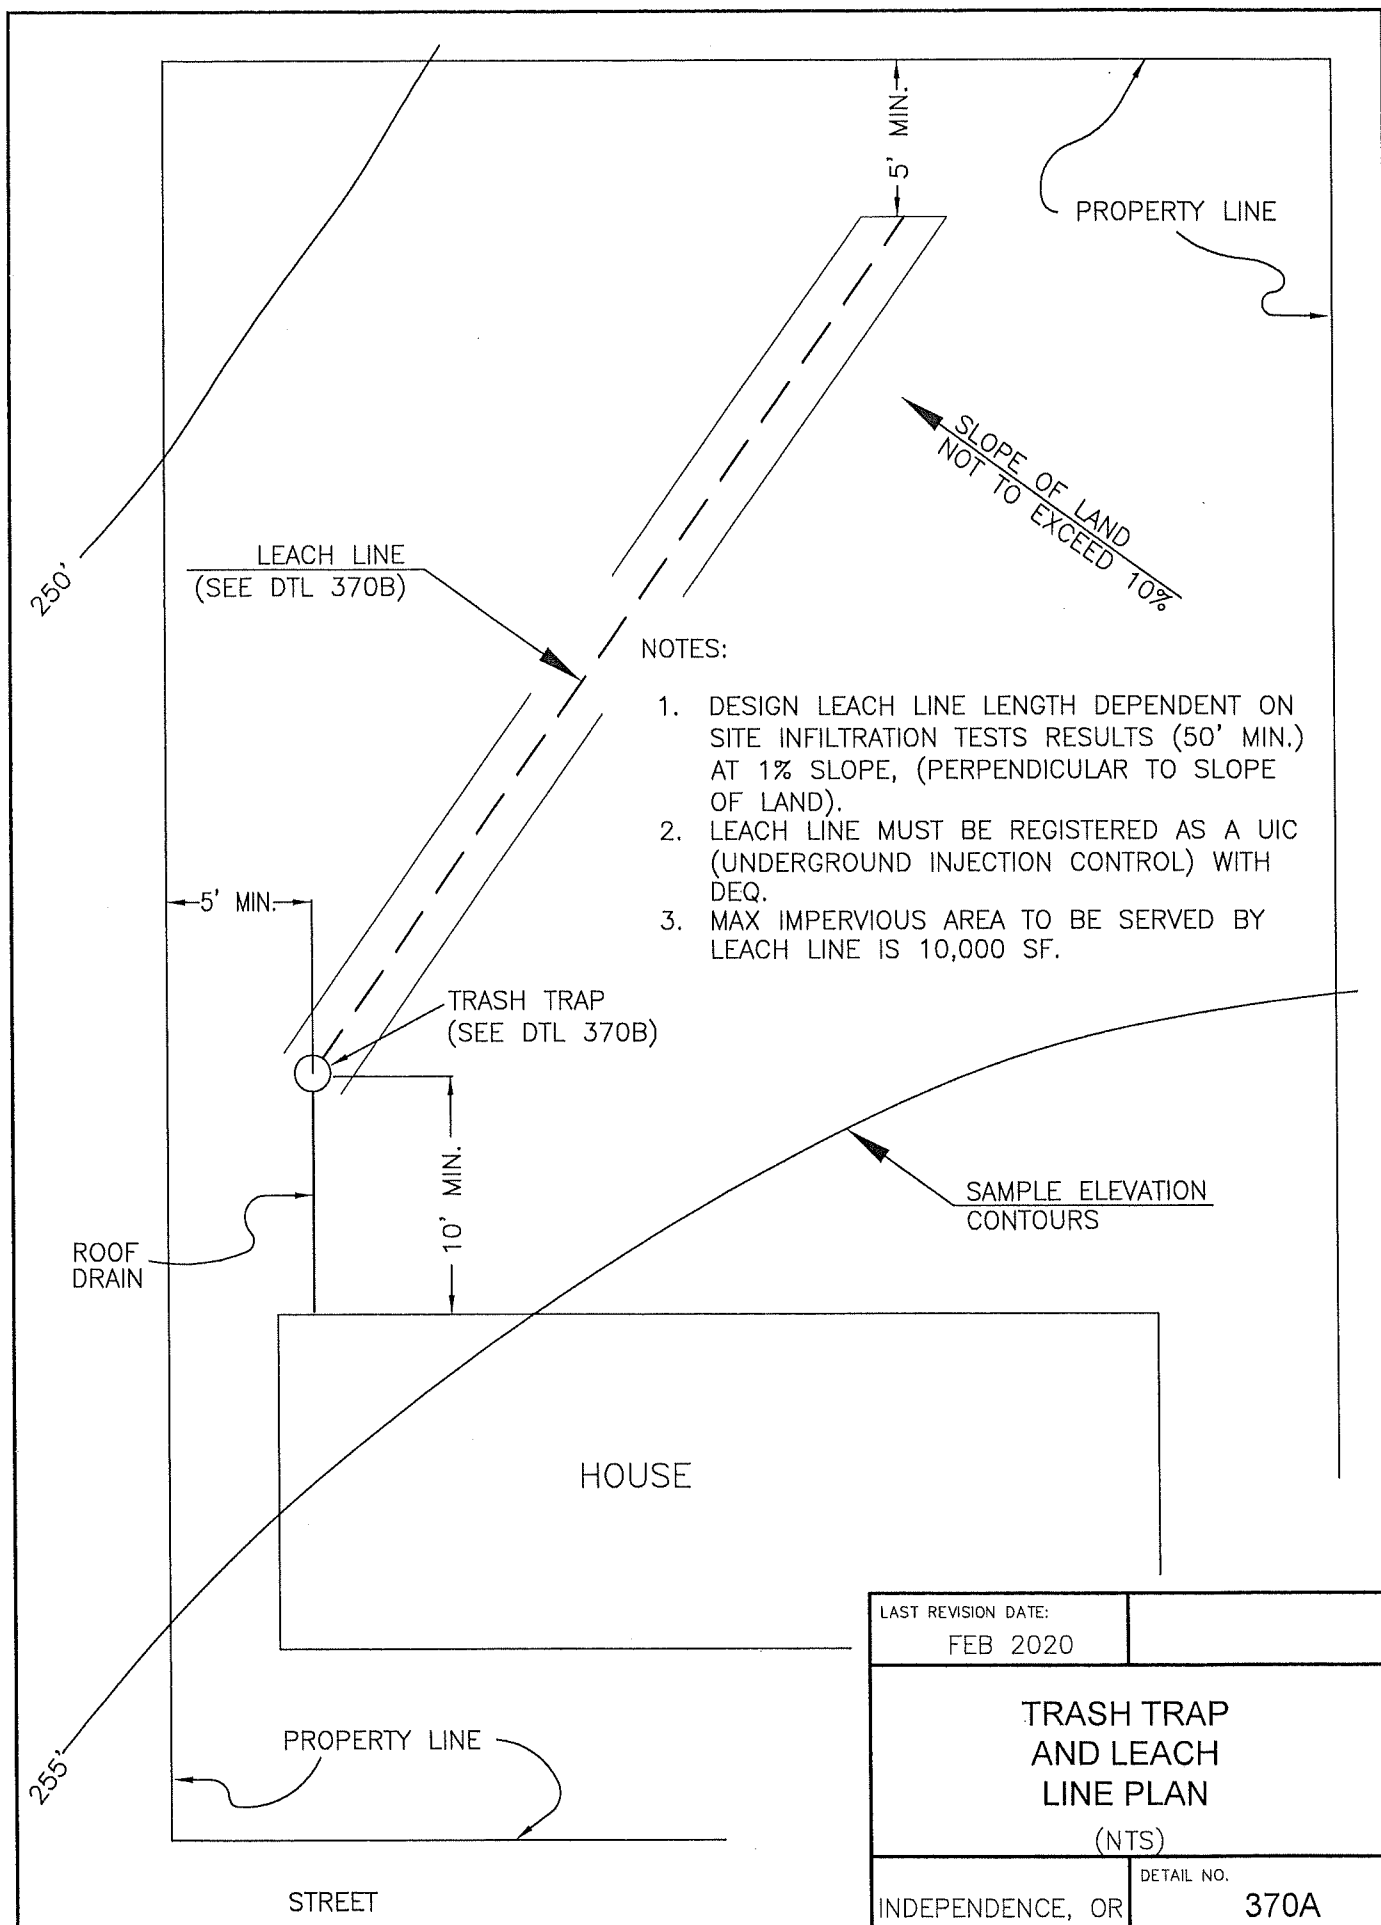 5' MIN.
PROPERTY LINE
SLOPE OF LAND
NOT TO EXCEED 10%
250'
LEACH LINE
(SEE DTL 370B)
NOTES:
1. DESIGN LEACH LINE LENGTH DEPENDENT ON
SITE INFILTRATION TESTS RESULTS (50' MIN.)
AT 1% SLOPE, (PERPENDICULAR TO SLOPE
OF LAND).
2. LEACH LINE MUST BE REGISTERED AS A UIC
(UNDERGROUND INJECTION CONTROL) WITH
DEQ.
3. MAX IMPERVIOUS AREA TO BE SERVED BY
LEACH LINE IS 10,000 SF.
5' MIN.
TRASH TRAP
(SEE DTL 370B)
10' MIN.
SAMPLE ELEVATION
CONTOURS
ROOF
DRAIN
HOUSE
255'
PROPERTY LINE
STREET
LAST REVISION DATE:
FEB 2020
TRASH TRAP
AND LEACH
LINE PLAN
(NTS)
INDEPENDENCE, OR
DETAIL NO.
370A